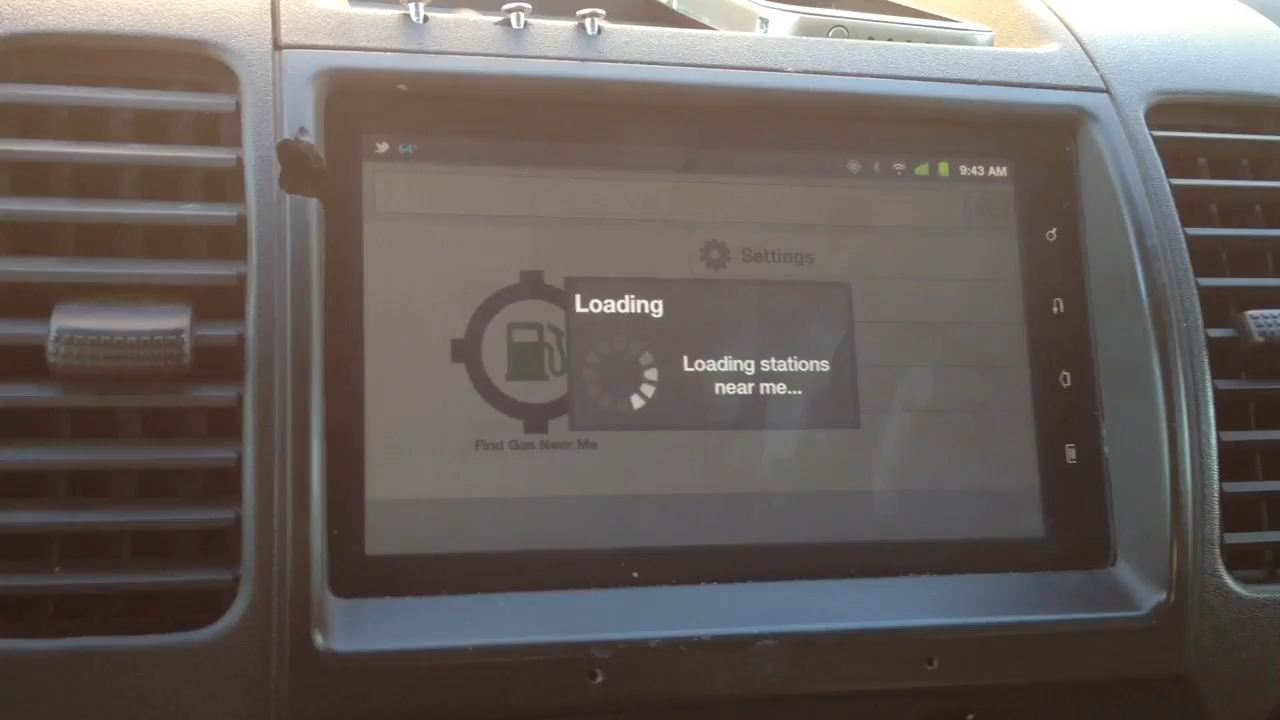 64°
9:43 AM
Settings
Loading
Loading stations
near me...
Find Gas Near Me